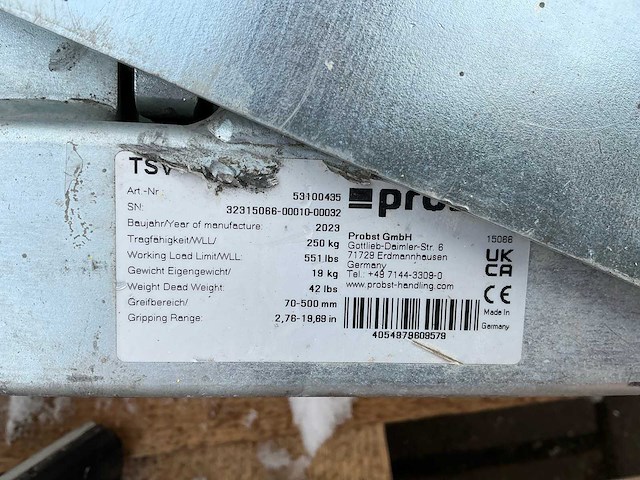 TSV
Art.-Nr 53100435
SN: 32315066-00010-00032
Baujahr/Year of manufacture: 2023
Tragfähigkeit/WLL/ 250 kg
Working Load Limit/WLL: 551 lbs
Gewicht Eigengewicht/ 19 kg
Weight Dead Weight: 42 lbs
Greifbereich/ 70-500 mm
Gripping Range: 2,76-19,69 in
Probst GmbH
Gottlieb-Daimler-Str. 6
71729 Erdmannhausen
Germany
Tel.: +49 7144-3309-0
www.probst-handling.com
4054979609579
15066
UK
CA
CE
Made In
Germany